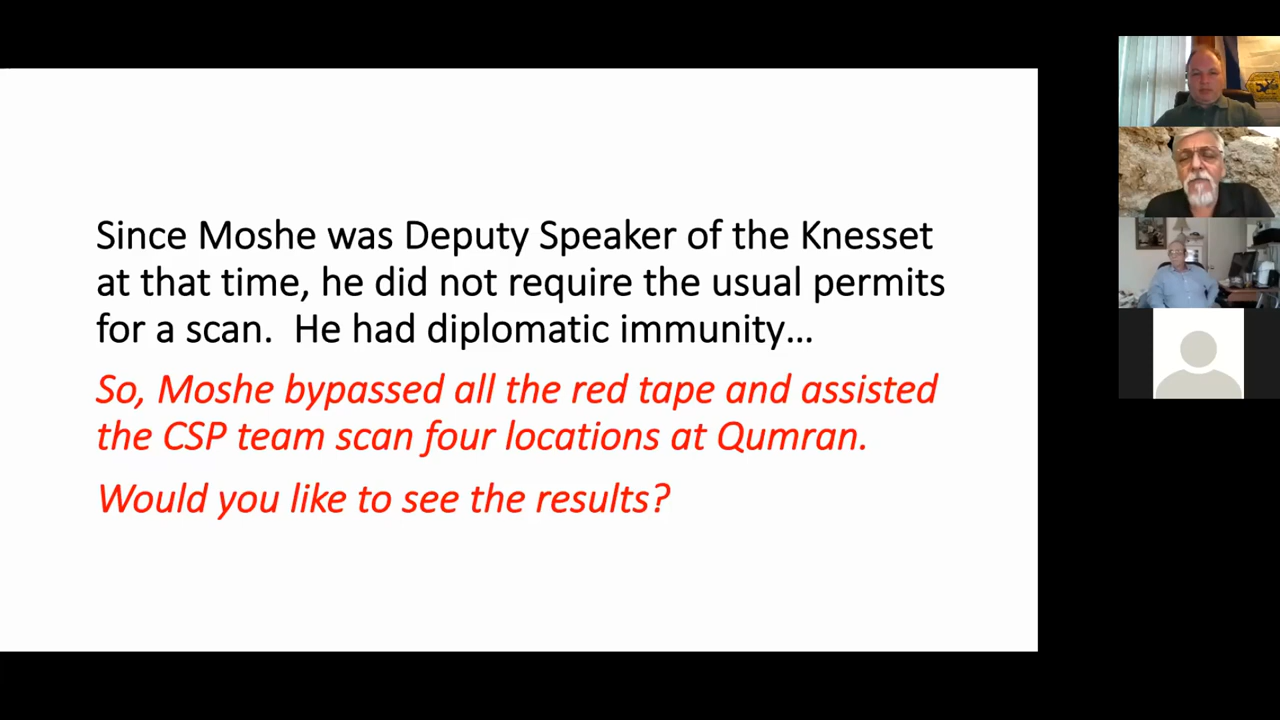 Since Moshe was Deputy Speaker of the Knesset
at that time, he did not require the usual permits
for a scan.  He had diplomatic immunity…
So, Moshe bypassed all the red tape and assisted
the CSP team scan four locations at Qumran.
Would you like to see the results?